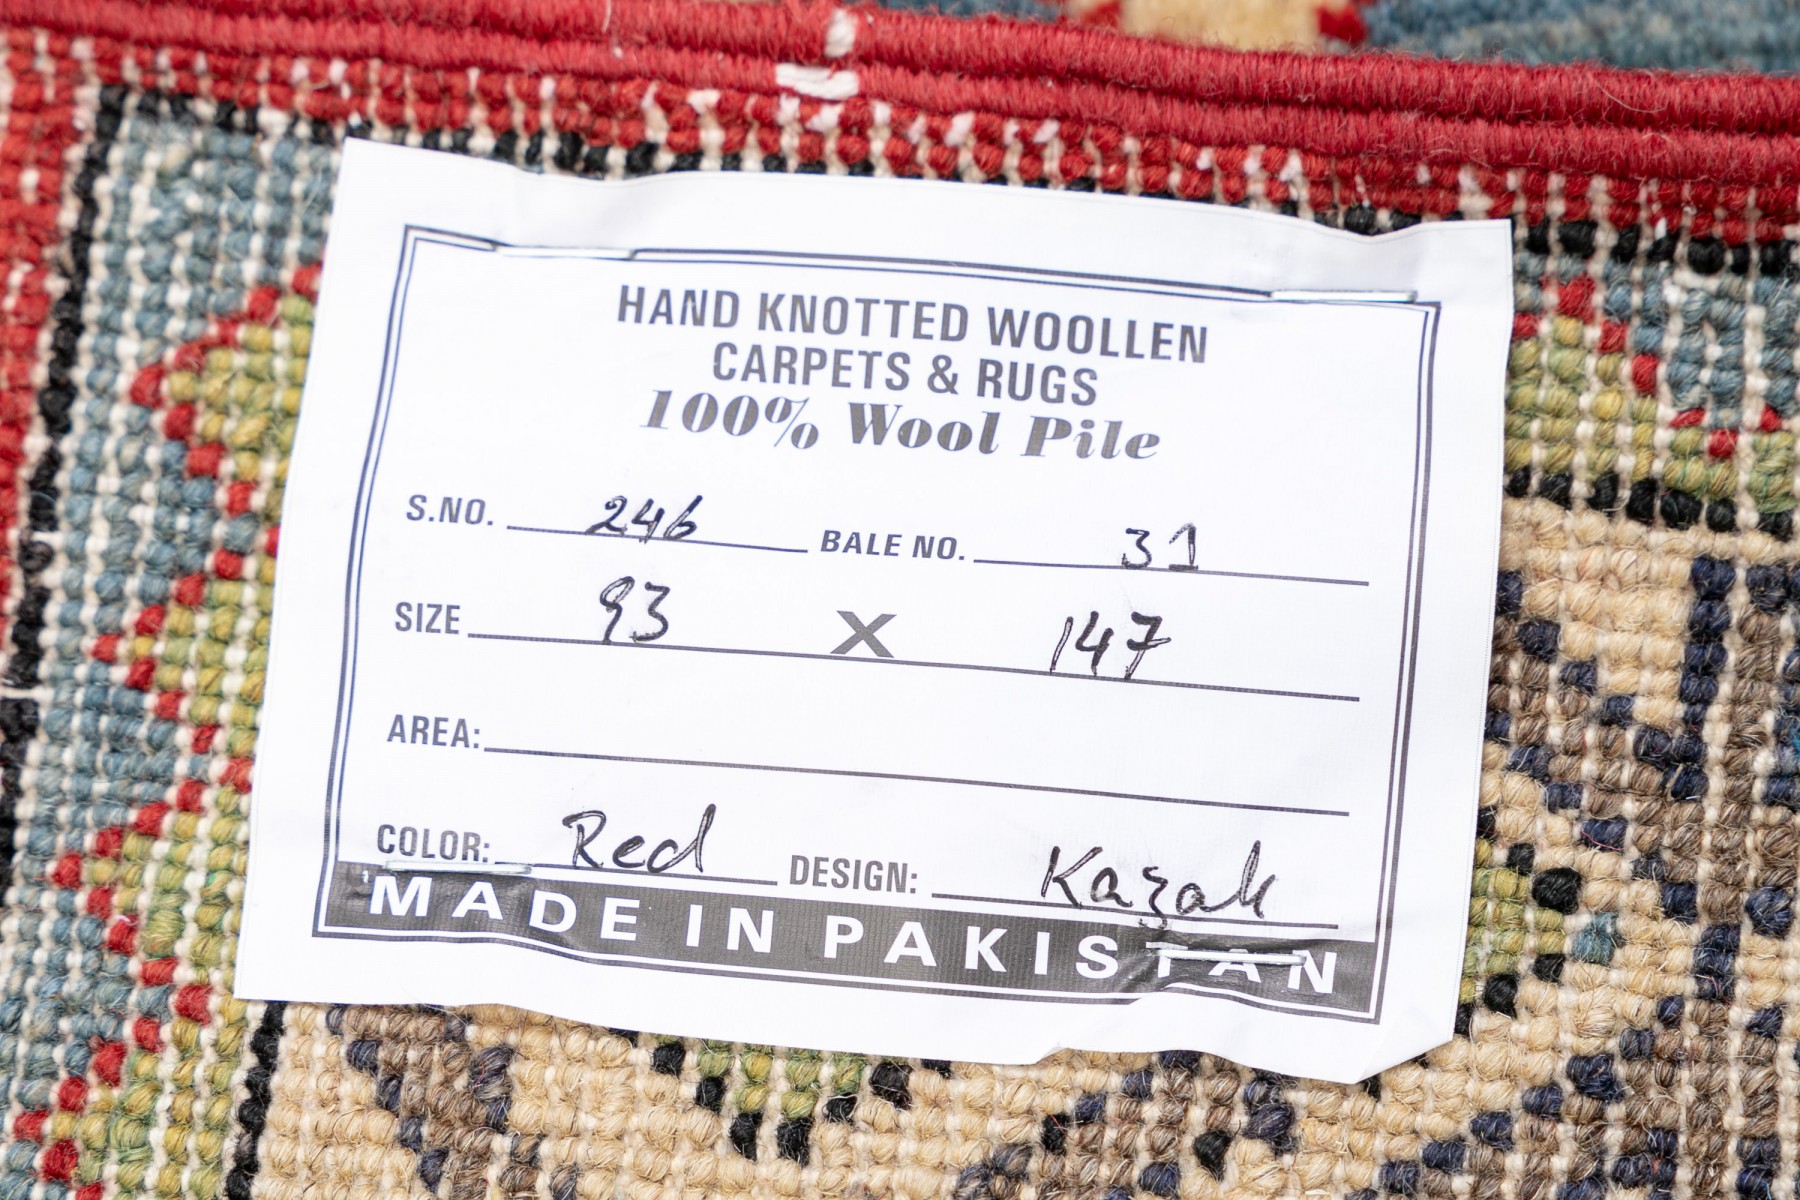 HAND KNOTTED WOOLLEN
CARPETS & RUGS
100% Wool Pile
S.NO. 246 BALE NO. 31
SIZE 93 X 147
AREA:
COLOR: Red DESIGN: Kazak
MADE IN PAKISTAN